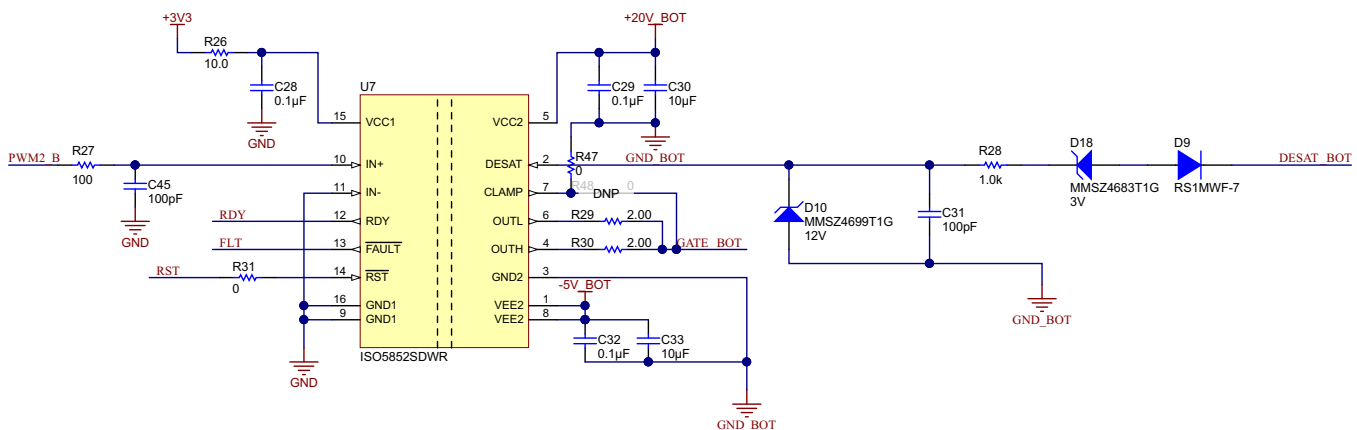 +3V3
R26
10.0
C28
0.1µF
GND
+20V_BOT
C29
0.1µF
C30
10µF
GND_BOT
U7
15
VCC1
VCC2
5
PWM2_B
R27
100
C45
100pF
GND
10
IN+
DESAT
2
R47
0
11
IN-
CLAMP
7
R48
0
DNP
RDY
12
RDY
OUTL
6
R29
2.00
FLT
13
FAULT
OUTH
4
R30
2.00
GATE_BOT
RST
R31
0
14
RST
GND2
3
-5V_BOT
16
GND1
VEE2
1
9
GND1
VEE2
8
ISO5852SDWR
GND
C32
0.1µF
C33
10µF
GND_BOT
D10
MMSZ4699T1G
12V
C31
100pF
R28
1.0k
D18
MMSZ4683T1G
3V
D9
RS1MWF-7
DESAT_BOT
GND_BOT